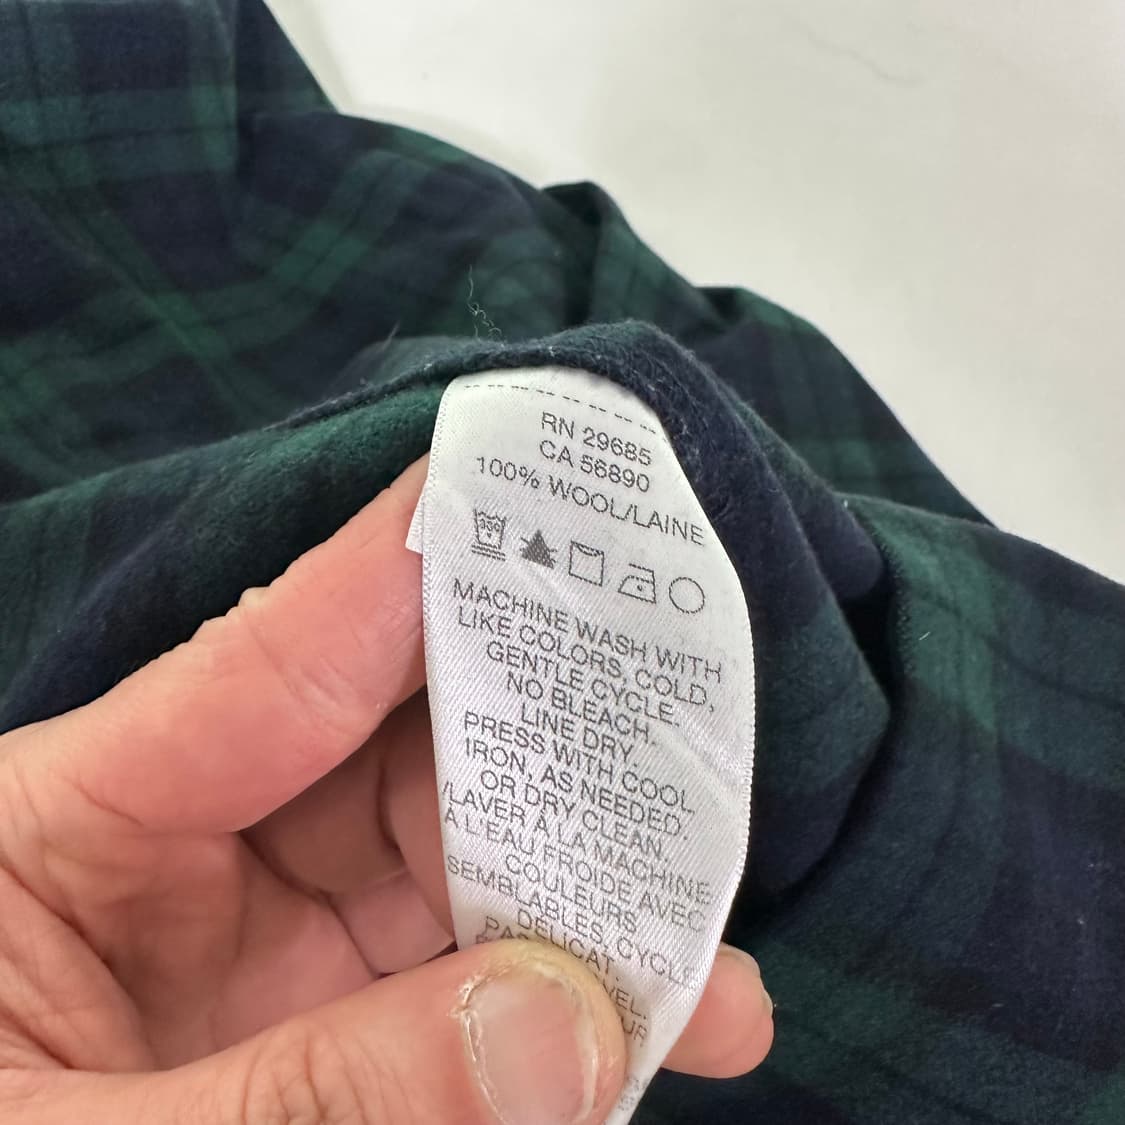 RN 29685
CA 56890
100% WOOL/LAINE
MACHINE WASH WITH
LIKE COLORS, COLD,
GENTLE CYCLE.
NO BLEACH.
LINE DRY.
PRESS WITH COOL
IRON, AS NEEDED.
OR DRY CLEAN.
/LAVER À LA MACHINE
À L'EAU FROIDE AVEC
COULEURS
SEMBLABLES, CYCLE
DÉLICAT.